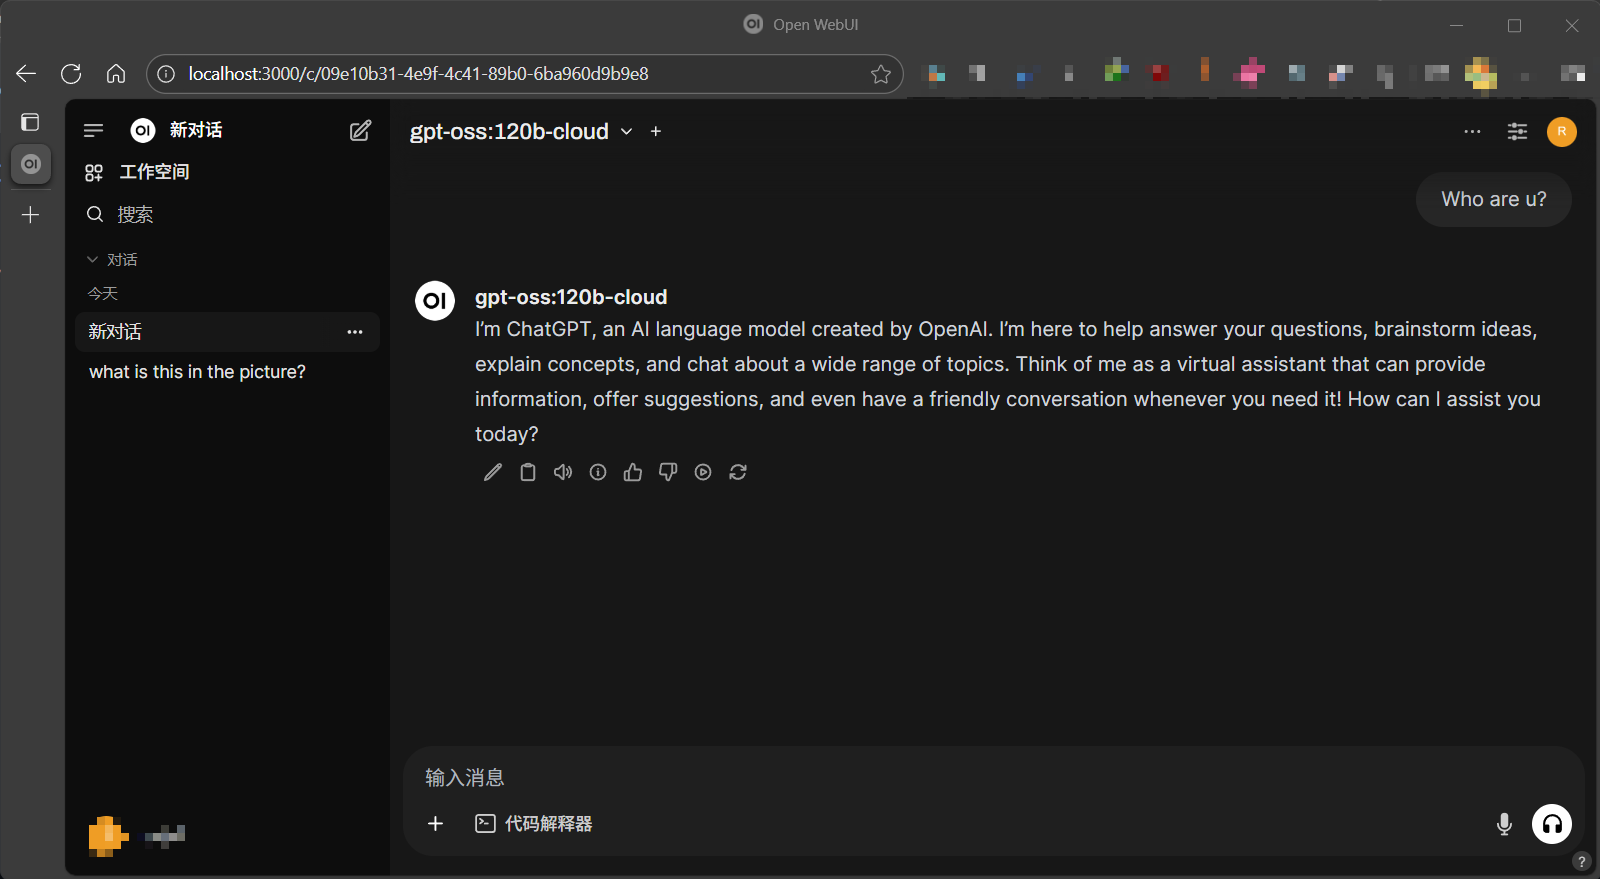 Open WebUI
localhost:3000/c/09e10b31-4e9f-4c41-89b0-6ba960d9b9e8
OI 新对话
gpt-oss:120b-cloud
R
OI
工作空间
搜索
Who are u?
对话
今天
新对话
what is this in the picture?
OI
gpt-oss:120b-cloud
I’m ChatGPT, an AI language model created by OpenAI. I’m here to help answer your questions, brainstorm ideas,
explain concepts, and chat about a wide range of topics. Think of me as a virtual assistant that can provide
information, offer suggestions, and even have a friendly conversation whenever you need it! How can I assist you
today?
输入消息
代码解释器
?